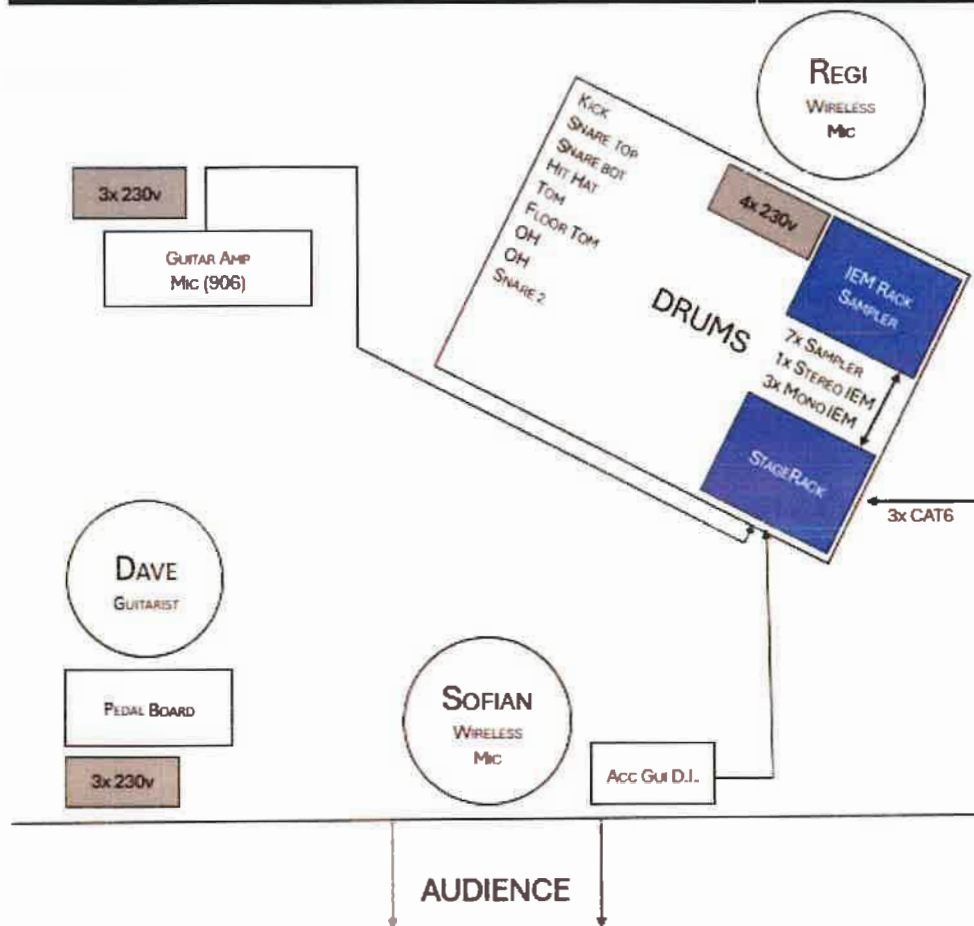 REGI
WIRELESS
MIC
KICK
SNARE TOP
SNARE BOT
HIT HAT
TOM
FLOOR TOM
OH
OH
SNARE 2
4x 230v
IEM RACK
SAMPLER
DRUMS
7x SAMPLER
1x STEREO IEM
3x MONO IEM
STAGERACK
3x CAT6
3x 230v
GUITAR AMP
MIC (906)
DAVE
GUITARIST
PEDAL BOARD
3x 230v
SOFIAN
WIRELESS
MIC
Acc Gui D.I.
AUDIENCE